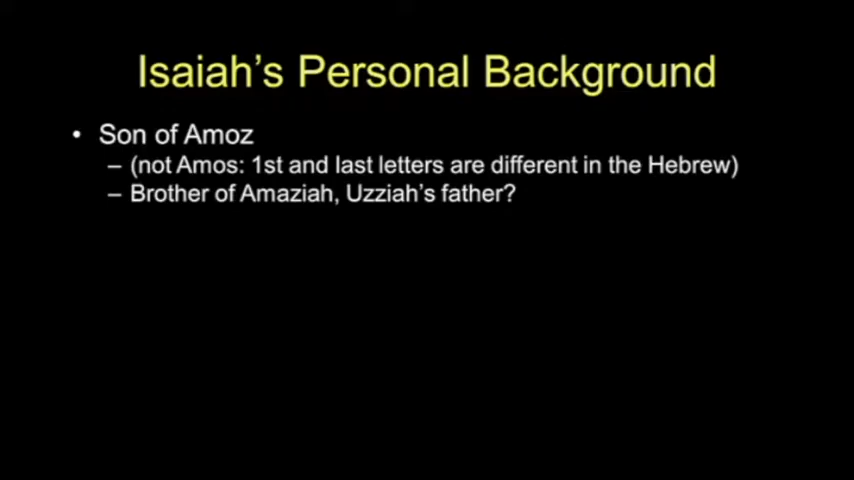 Isaiah's Personal Background
• Son of Amoz
– (not Amos: 1st and last letters are different in the Hebrew)
– Brother of Amaziah, Uzziah's father?